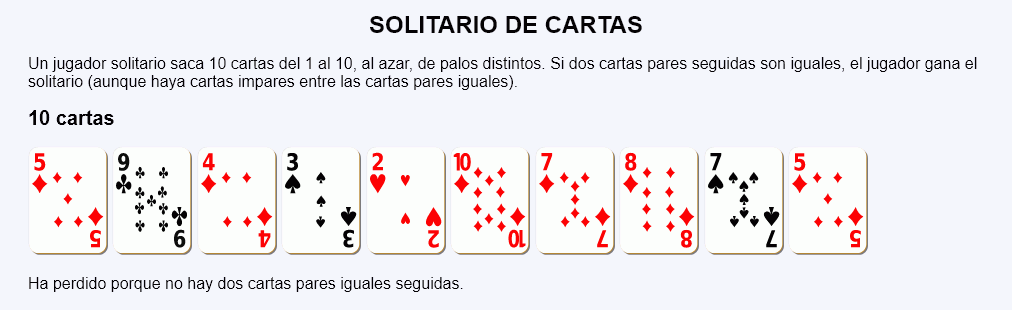 SOLITARIO DE CARTAS
Un jugador solitario saca 10 cartas del 1 al 10, al azar, de palos distintos. Si dos cartas pares seguidas son iguales, el jugador gana el
solitario (aunque haya cartas impares entre las cartas pares iguales).
10 cartas
5 9 4 3 2 10 7 8 7 5
5 9 4 3 2 10 7 8 7 5
Ha perdido porque no hay dos cartas pares iguales seguidas.